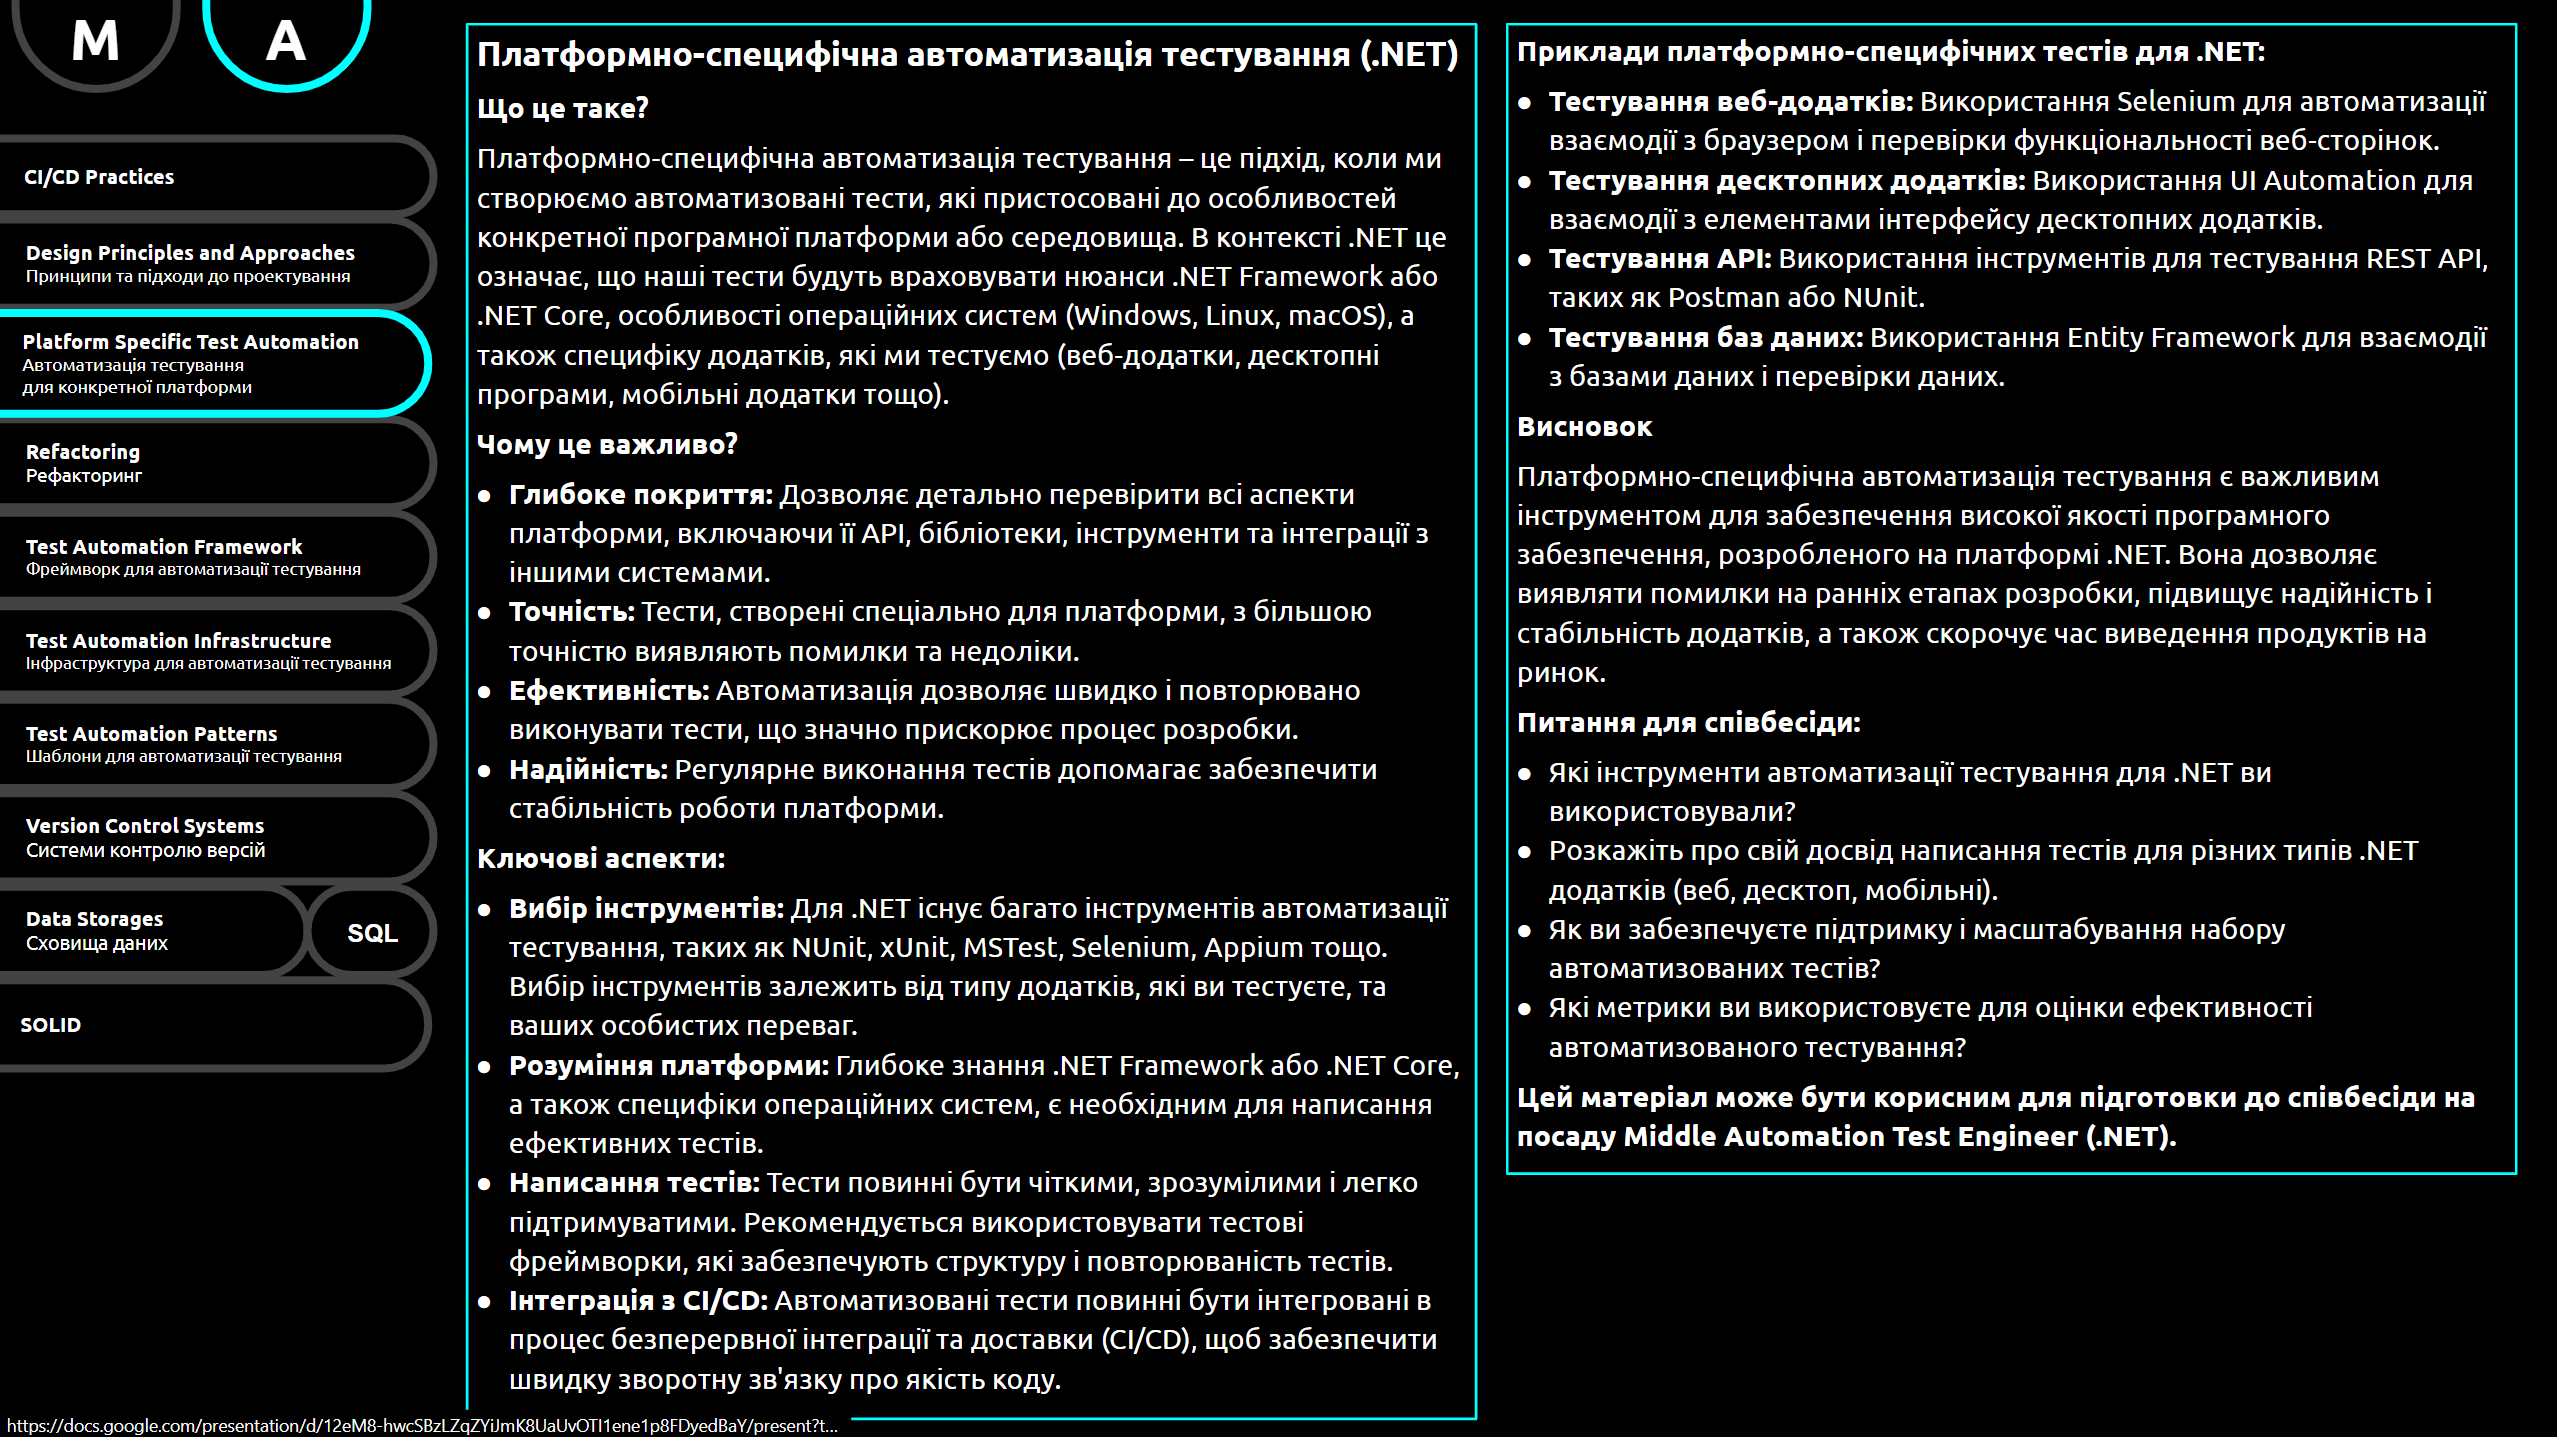 M
A
CI/CD Practices
Design Principles and Approaches
Принципи та підходи до проектування
Platform Specific Test Automation
Автоматизація тестування
для конкретної платформи
Refactoring
Рефакторинг
Test Automation Framework
Фреймворк для автоматизації тестування
Test Automation Infrastructure
Інфраструктура для автоматизації тестування
Test Automation Patterns
Шаблони для автоматизації тестування
Version Control Systems
Системи контролю версій
Data Storages
Сховища даних
SQL
SOLID
Платформно-специфічна автоматизація тестування (.NET)
Що це таке?
Платформно-специфічна автоматизація тестування – це підхід, коли ми
створюємо автоматизовані тести, які пристосовані до особливостей
конкретної програмної платформи або середовища. В контексті .NET це
означає, що наші тести будуть враховувати нюанси .NET Framework або
.NET Core, особливості операційних систем (Windows, Linux, macOS), а
також специфіку додатків, які ми тестуємо (веб-додатки, десктопні
програми, мобільні додатки тощо).
Чому це важливо?
● Глибоке покриття: Дозволяє детально перевірити всі аспекти
платформи, включаючи її API, бібліотеки, інструменти та інтеграції з
іншими системами.
● Точність: Тести, створені спеціально для платформи, з більшою
точністю виявляють помилки та недоліки.
● Ефективність: Автоматизація дозволяє швидко і повторювано
виконувати тести, що значно прискорює процес розробки.
● Надійність: Регулярне виконання тестів допомагає забезпечити
стабільність роботи платформи.
Ключові аспекти:
● Вибір інструментів: Для .NET існує багато інструментів автоматизації
тестування, таких як NUnit, xUnit, MSTest, Selenium, Appium тощо.
Вибір інструментів залежить від типу додатків, які ви тестуєте, та
ваших особистих переваг.
● Розуміння платформи: Глибоке знання .NET Framework або .NET Core,
а також специфіки операційних систем, є необхідним для написання
ефективних тестів.
● Написання тестів: Тести повинні бути чіткими, зрозумілими і легко
підтримуватими. Рекомендується використовувати тестові
фреймворки, які забезпечують структуру і повторюваність тестів.
● Інтеграція з CI/CD: Автоматизовані тести повинні бути інтегровані в
процес безперервної інтеграції та доставки (CI/CD), щоб забезпечити
швидку зворотну зв'язку про якість коду.
Приклади платформно-специфічних тестів для .NET:
● Тестування веб-додатків: Використання Selenium для автоматизації
взаємодії з браузером і перевірки функціональності веб-сторінок.
● Тестування десктопних додатків: Використання UI Automation для
взаємодії з елементами інтерфейсу десктопних додатків.
● Тестування API: Використання інструментів для тестування REST API,
таких як Postman або NUnit.
● Тестування баз даних: Використання Entity Framework для взаємодії
з базами даних і перевірки даних.
Висновок
Платформно-специфічна автоматизація тестування є важливим
інструментом для забезпечення високої якості програмного
забезпечення, розробленого на платформі .NET. Вона дозволяє
виявляти помилки на ранніх етапах розробки, підвищує надійність і
стабільність додатків, а також скорочує час виведення продуктів на
ринок.
Питання для співбесіди:
● Які інструменти автоматизації тестування для .NET ви
використовували?
● Розкажіть про свій досвід написання тестів для різних типів .NET
додатків (веб, десктоп, мобільні).
● Як ви забезпечуєте підтримку і масштабування набору
автоматизованих тестів?
● Які метрики ви використовуєте для оцінки ефективності
автоматизованого тестування?
Цей матеріал може бути корисним для підготовки до співбесіди на
посаду Middle Automation Test Engineer (.NET).
https://docs.google.com/presentation/d/12eM8-hwcSBzLZqZYiJmK8UaUvOTI1ene1p8FDyedBaY/present?t...